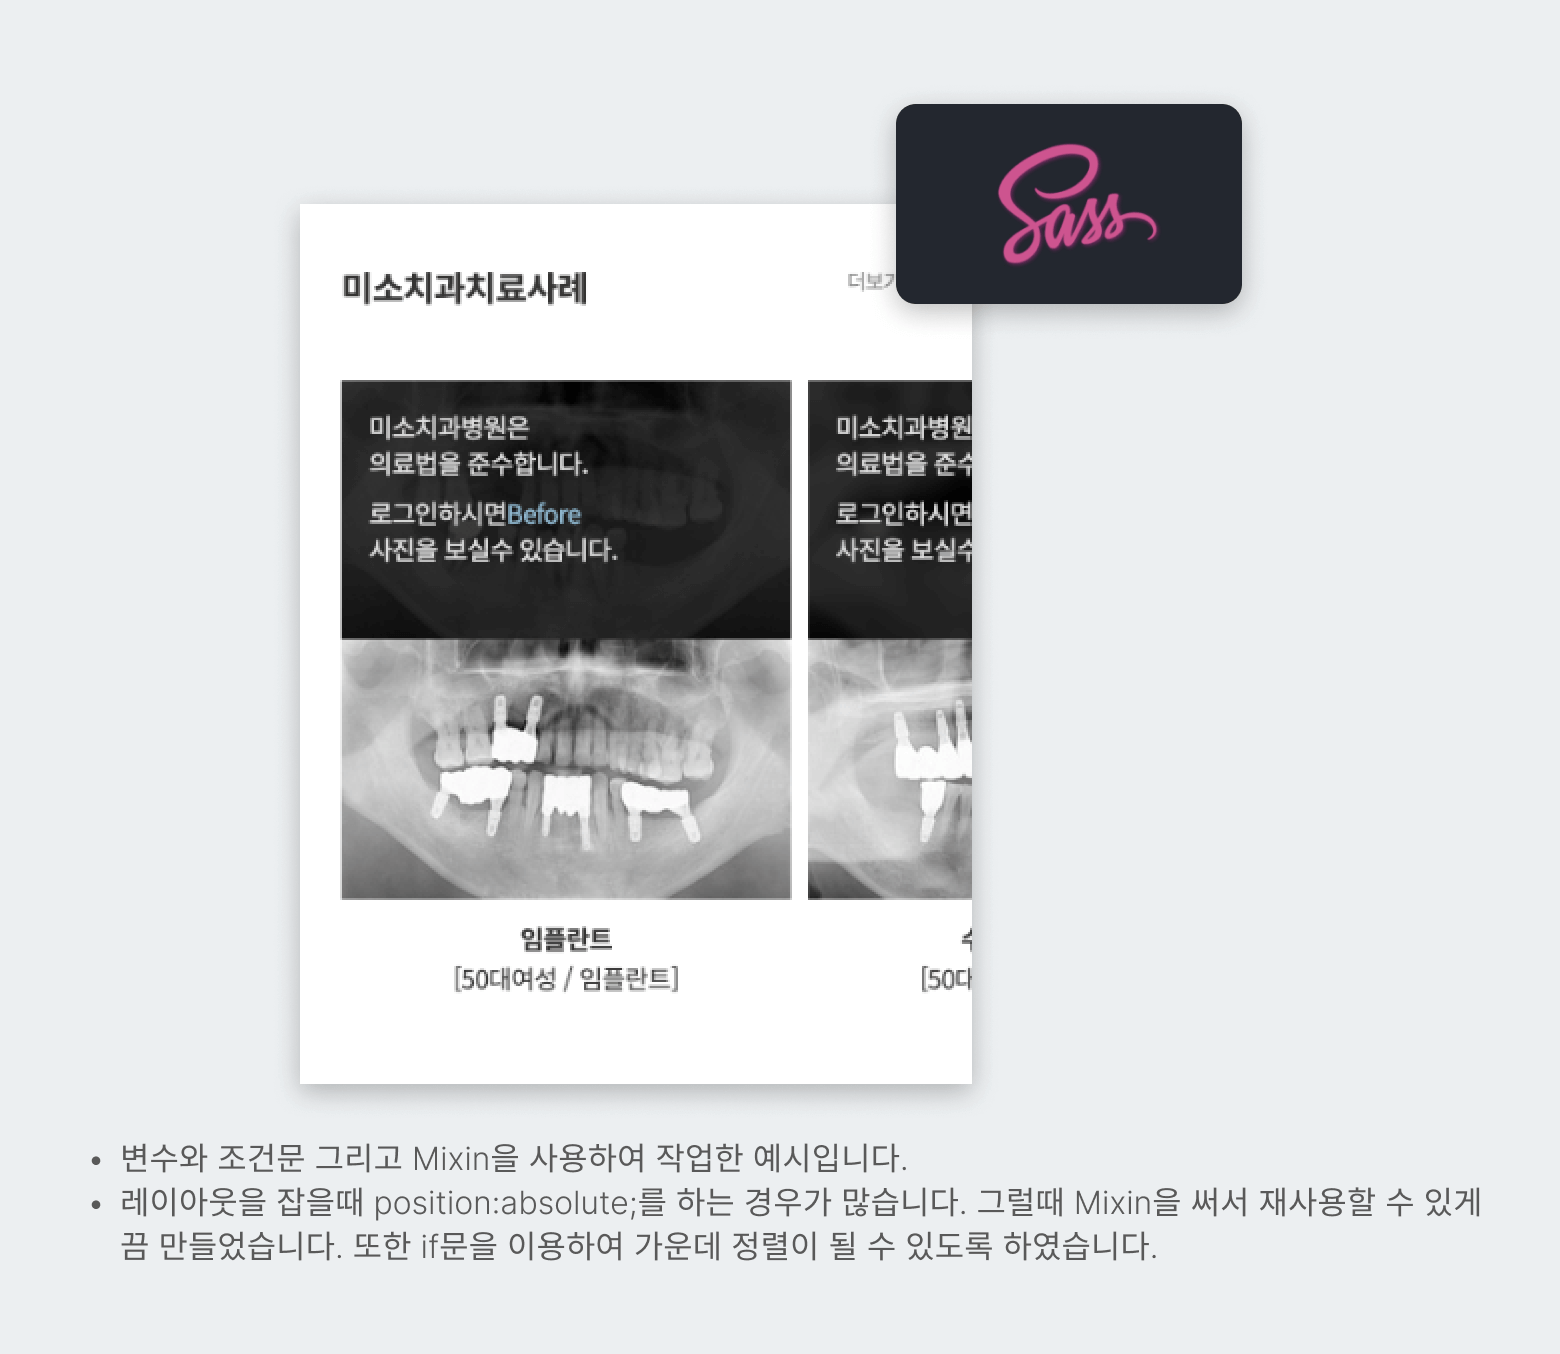 Sass
미소치과치료사례
더보기
미소치과병원은
의료법을 준수합니다.
로그인하시면Before
사진을 보실수 있습니다.
미소치과병원
의료법을 준수
로그인하시면
사진을 보실수
임플란트
[50대여성 / 임플란트]
수
[50대
• 변수와 조건문 그리고 Mixin을 사용하여 작업한 예시입니다.
• 레이아웃을 잡을때 position:absolute;를 하는 경우가 많습니다. 그럴때 Mixin을 써서 재사용할 수 있게
끔 만들었습니다. 또한 if문을 이용하여 가운데 정렬이 될 수 있도록 하였습니다.